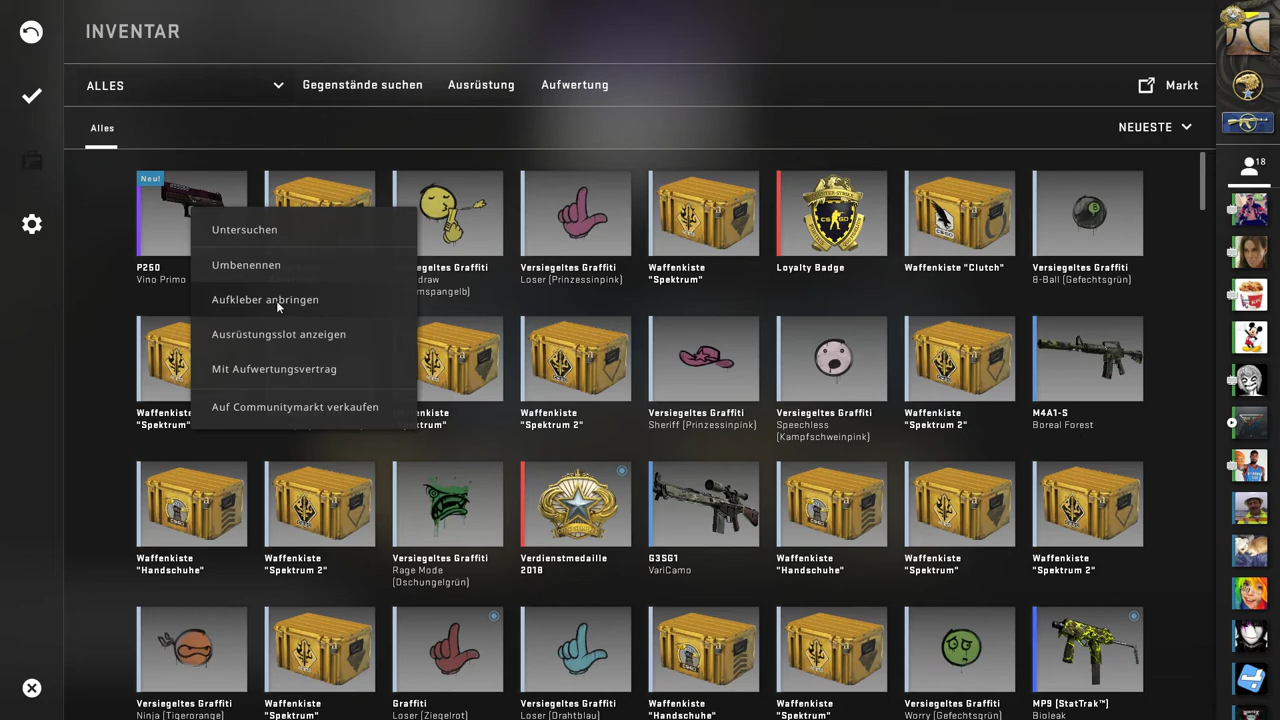 INVENTAR
ALLES
Gegenstände suchen
Ausrüstung
Aufwertung
Markt
Alles
NEUESTE
18
Neu!
P250
Vino Primo
Untersuchen
Umbenennen
Aufkleber anbringen
Ausrüstungsslot anzeigen
Mit Aufwertungsvertrag
Auf Communitymarkt verkaufen
Versiegeltes Graffiti
Loser (Prinzessinpink)
Waffenkiste
"Spektrum"
Loyalty Badge
Waffenkiste "Clutch"
Versiegeltes Graffiti
8-Ball (Gefechtsgrün)
Waffenkiste
"Spektrum"
Waffenkiste
"Spektrum 2"
Versiegeltes Graffiti
Sheriff (Prinzessinpink)
Versiegeltes Graffiti
Speechless
(Kampfschweinpink)
Waffenkiste
"Spektrum 2"
M4A1-S
Boreal Forest
Waffenkiste
"Handschuhe"
Waffenkiste
"Spektrum 2"
Versiegeltes Graffiti
Rage Mode
(Dschungelgrün)
Verdienstmedaille
2018
G3SG1
VariCamo
Waffenkiste
"Handschuhe"
Waffenkiste
"Spektrum"
Waffenkiste
"Spektrum 2"
Versiegeltes Graffiti
Ninja (Tigerorange)
Waffenkiste
"Spektrum"
Graffiti
Loser (Ziegelrot)
Versiegeltes Graffiti
Loser (Drahtblau)
Waffenkiste
"Handschuhe"
Waffenkiste
"Spektrum"
Versiegeltes Graffiti
Worry (Gefechtsgrün)
MP9 (StatTrak™)
Bioleak